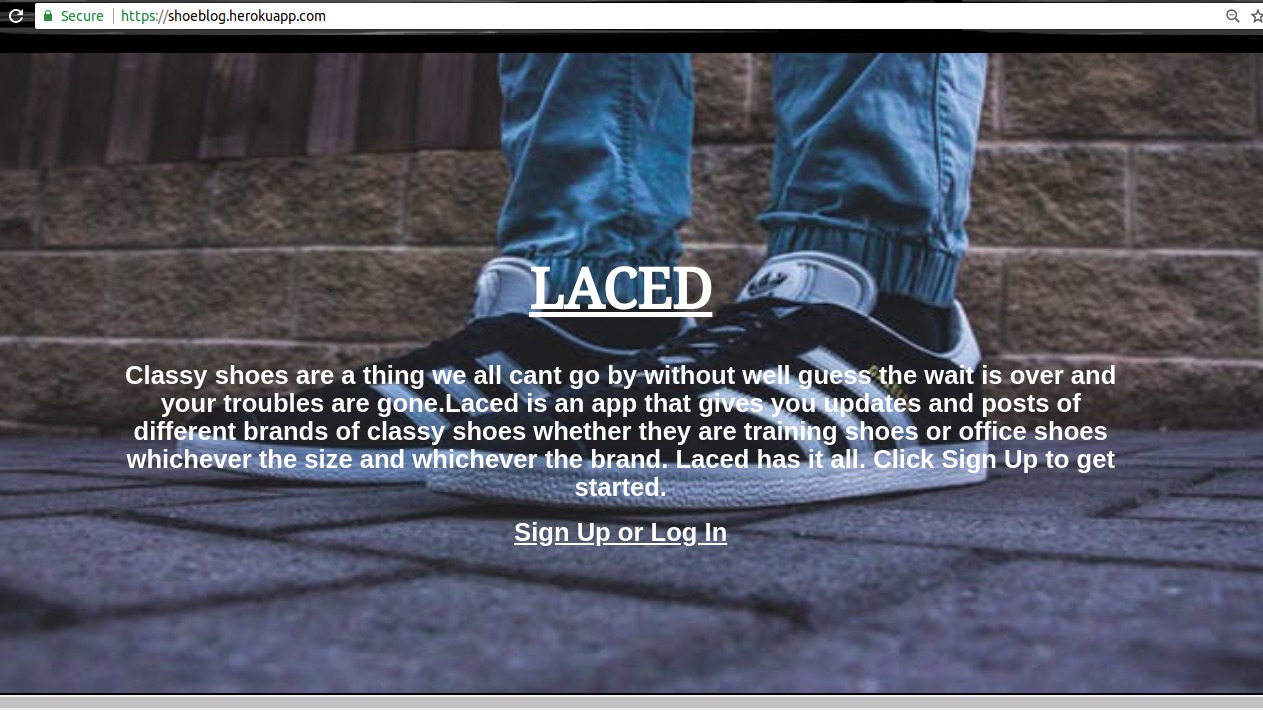 Secure https://shoeblog.herokuapp.com
LACED
Classy shoes are a thing we all cant go by without well guess the wait is over and
your troubles are gone.Laced is an app that gives you updates and posts of
different brands of classy shoes whether they are training shoes or office shoes
whichever the size and whichever the brand. Laced has it all. Click Sign Up to get
started.
Sign Up or Log In